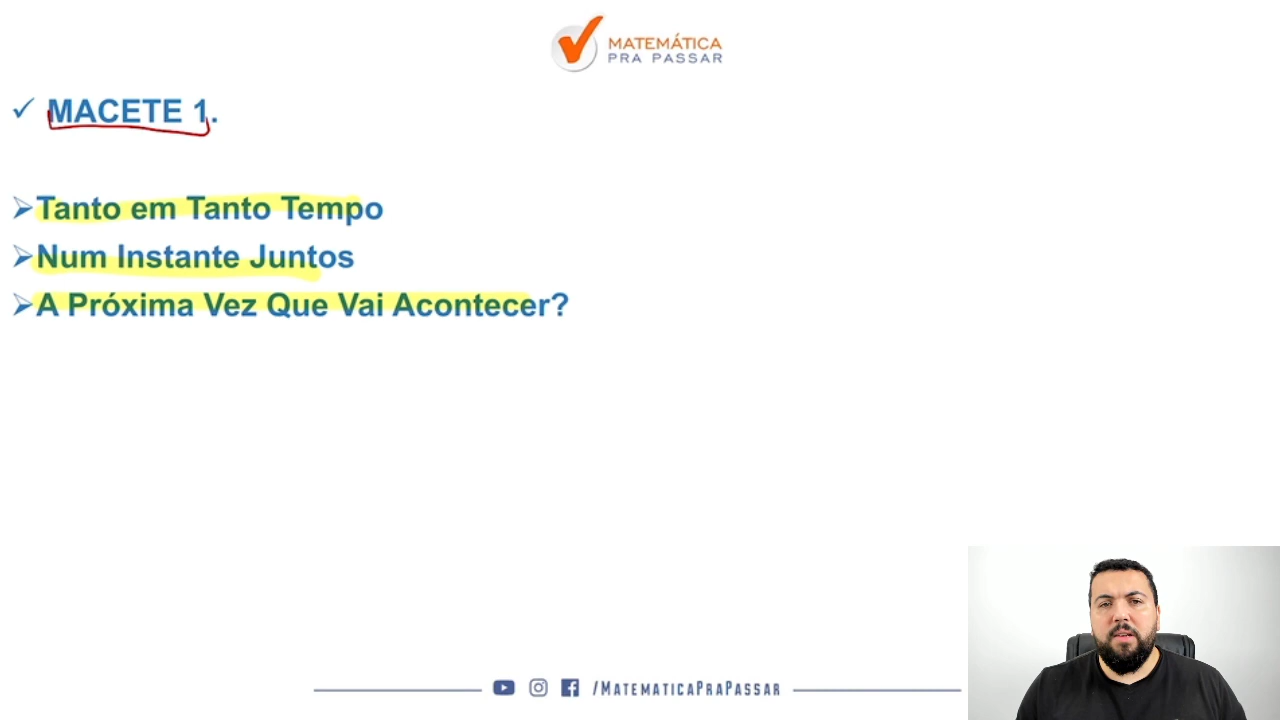 MATEMÁTICA
PRA PASSAR
MACETE 1.
Tanto em Tanto Tempo
Num Instante Juntos
A Próxima Vez Que Vai Acontecer?
/MATEMATICAPRAPASSAR